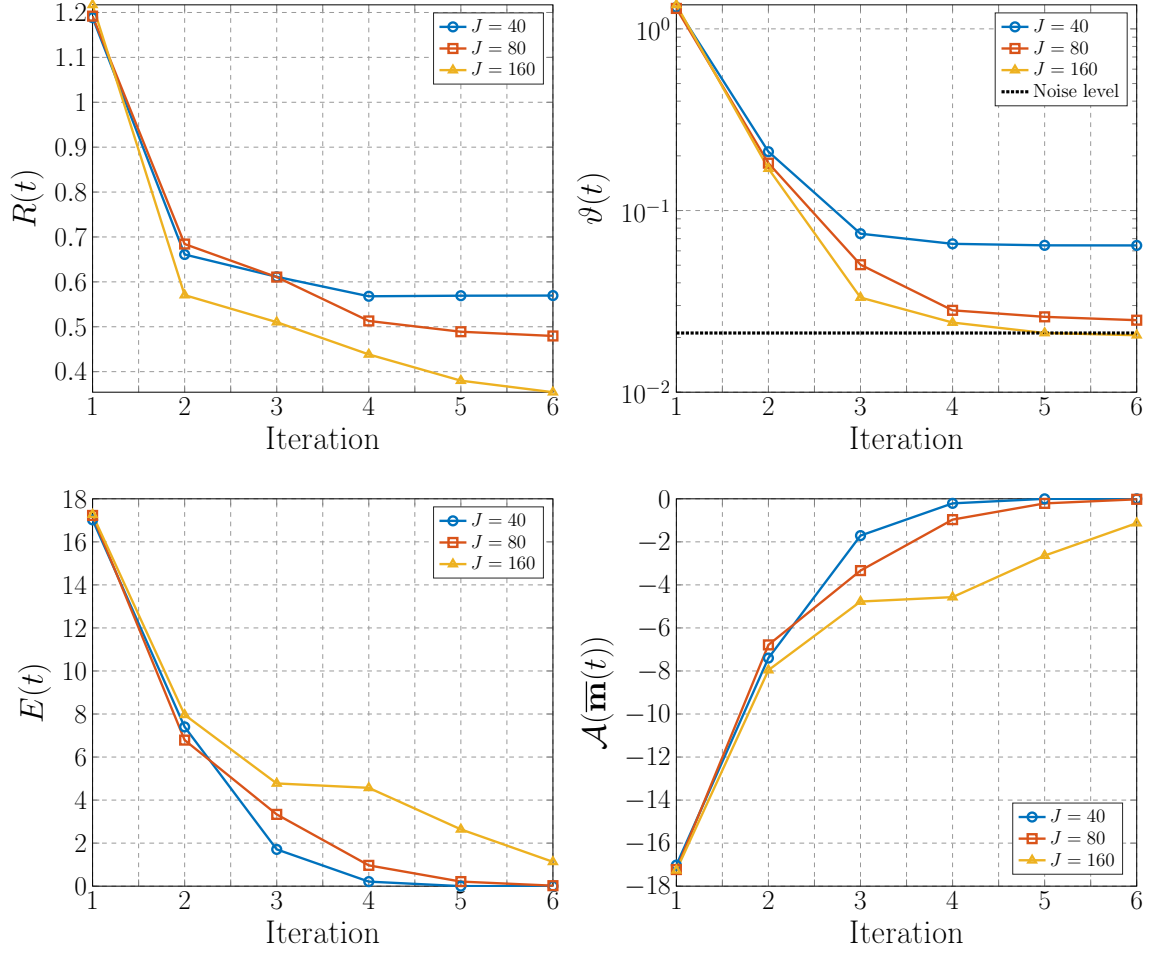 1.2
1.1
1
0.9
0.8
0.7
0.6
0.5
0.4
R(t)
1 2 3 4 5 6
Iteration
J = 40
J = 80
J = 160
10⁰
10⁻¹
10⁻²
ϑ(t)
1 2 3 4 5 6
Iteration
J = 40
J = 80
J = 160
Noise level
18
16
14
12
10
8
6
4
2
0
E(t)
1 2 3 4 5 6
Iteration
J = 40
J = 80
J = 160
0
−2
−4
−6
−8
−10
−12
−14
−16
−18
𝓐(m̅(t))
1 2 3 4 5 6
Iteration
J = 40
J = 80
J = 160